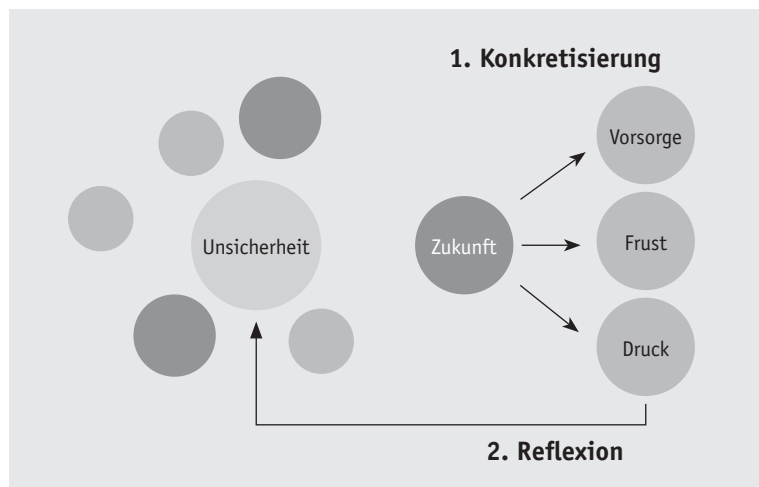 1. Konkretisierung
Vorsorge
Unsicherheit
Zukunft
Frust
Druck
2. Reflexion